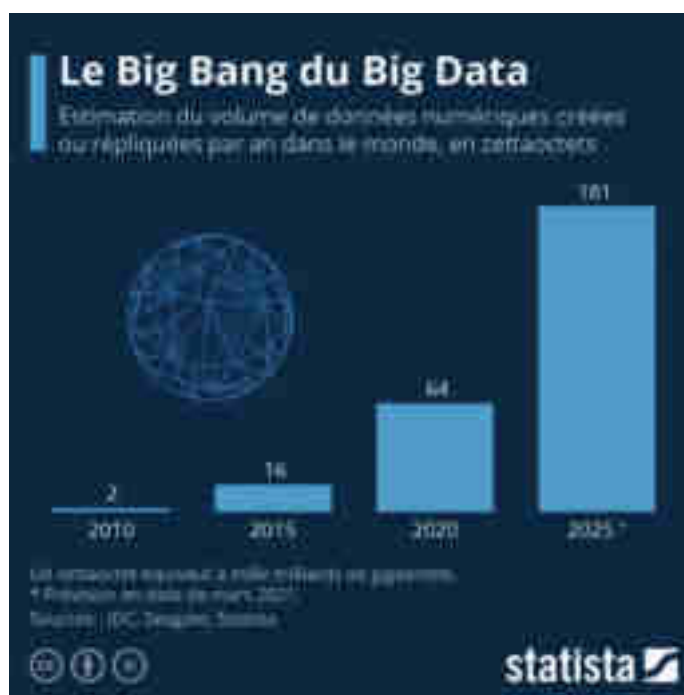 Le Big Bang du Big Data
Estimation du volume de données numériques créées
ou répliquées par an dans le monde, en zettaoctets
181
64
16
2
2010 2015 2020 2025 *
Un zettaoctet équivaut à mille milliards de gigaoctets.
* Prévision en date de mars 2021
Sources : IDC, Seagate, Statista
cc
statista